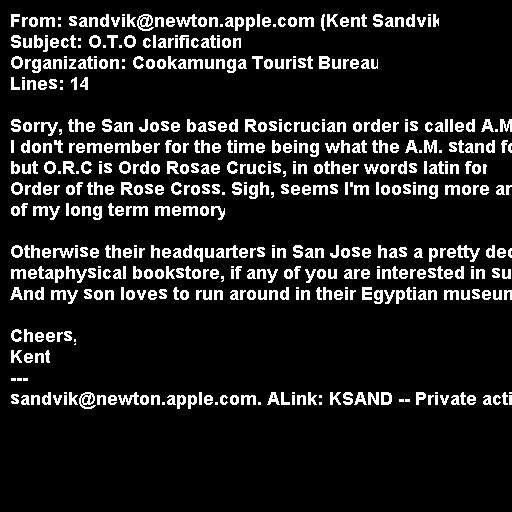 From: sandvik@newton.apple.com (Kent Sandvik
Subject: O.T.O clarification
Organization: Cookamunga Tourist Bureau
Lines: 14

Sorry, the San Jose based Rosicrucian order is called A.M
I don't remember for the time being what the A.M. stand fo
but O.R.C is Ordo Rosae Crucis, in other words latin for
Order of the Rose Cross. Sigh, seems I'm loosing more an
of my long term memory

Otherwise their headquarters in San Jose has a pretty dec
metaphysical bookstore, if any of you are interested in su
And my son loves to run around in their Egyptian museum

Cheers,
Kent
---
sandvik@newton.apple.com. ALink: KSAND -- Private acti